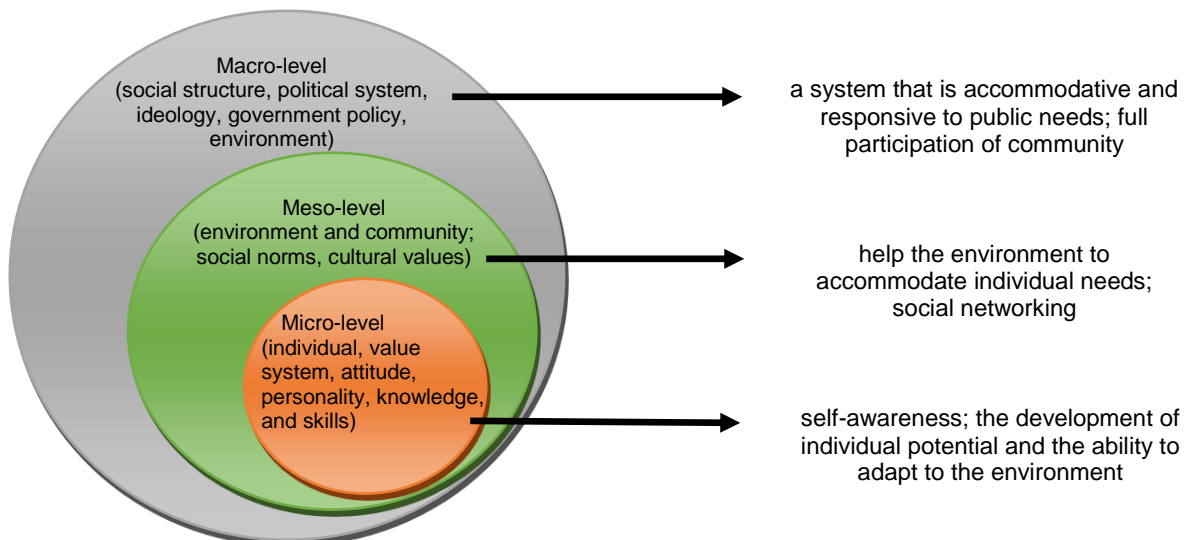 Macro-level
(social structure, political system,
ideology, government policy,
environment)
a system that is accommodative and
responsive to public needs; full
participation of community
Meso-level
(environment and community;
social norms, cultural values)
help the environment to
accommodate individual needs;
social networking
Micro-level
(individual, value
system, attitude,
personality, knowledge,
and skills)
self-awareness; the development of
individual potential and the ability to
adapt to the environment